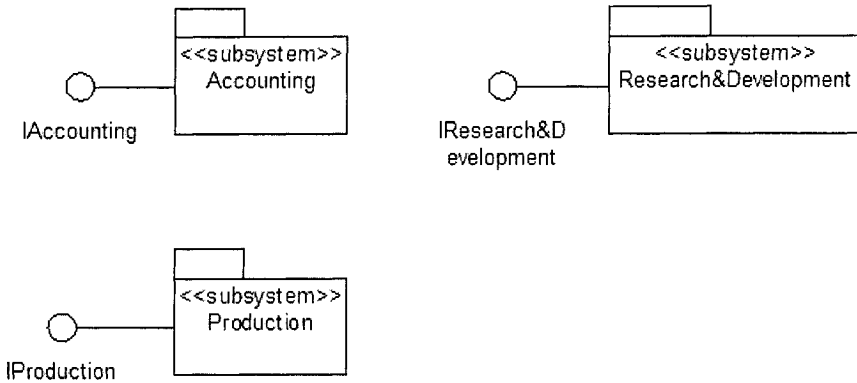 <<subsystem>>
Accounting
IAccounting
<<subsystem>>
Research&Development
IResearch&D
evelopment
<<subsystem>>
Production
IProduction